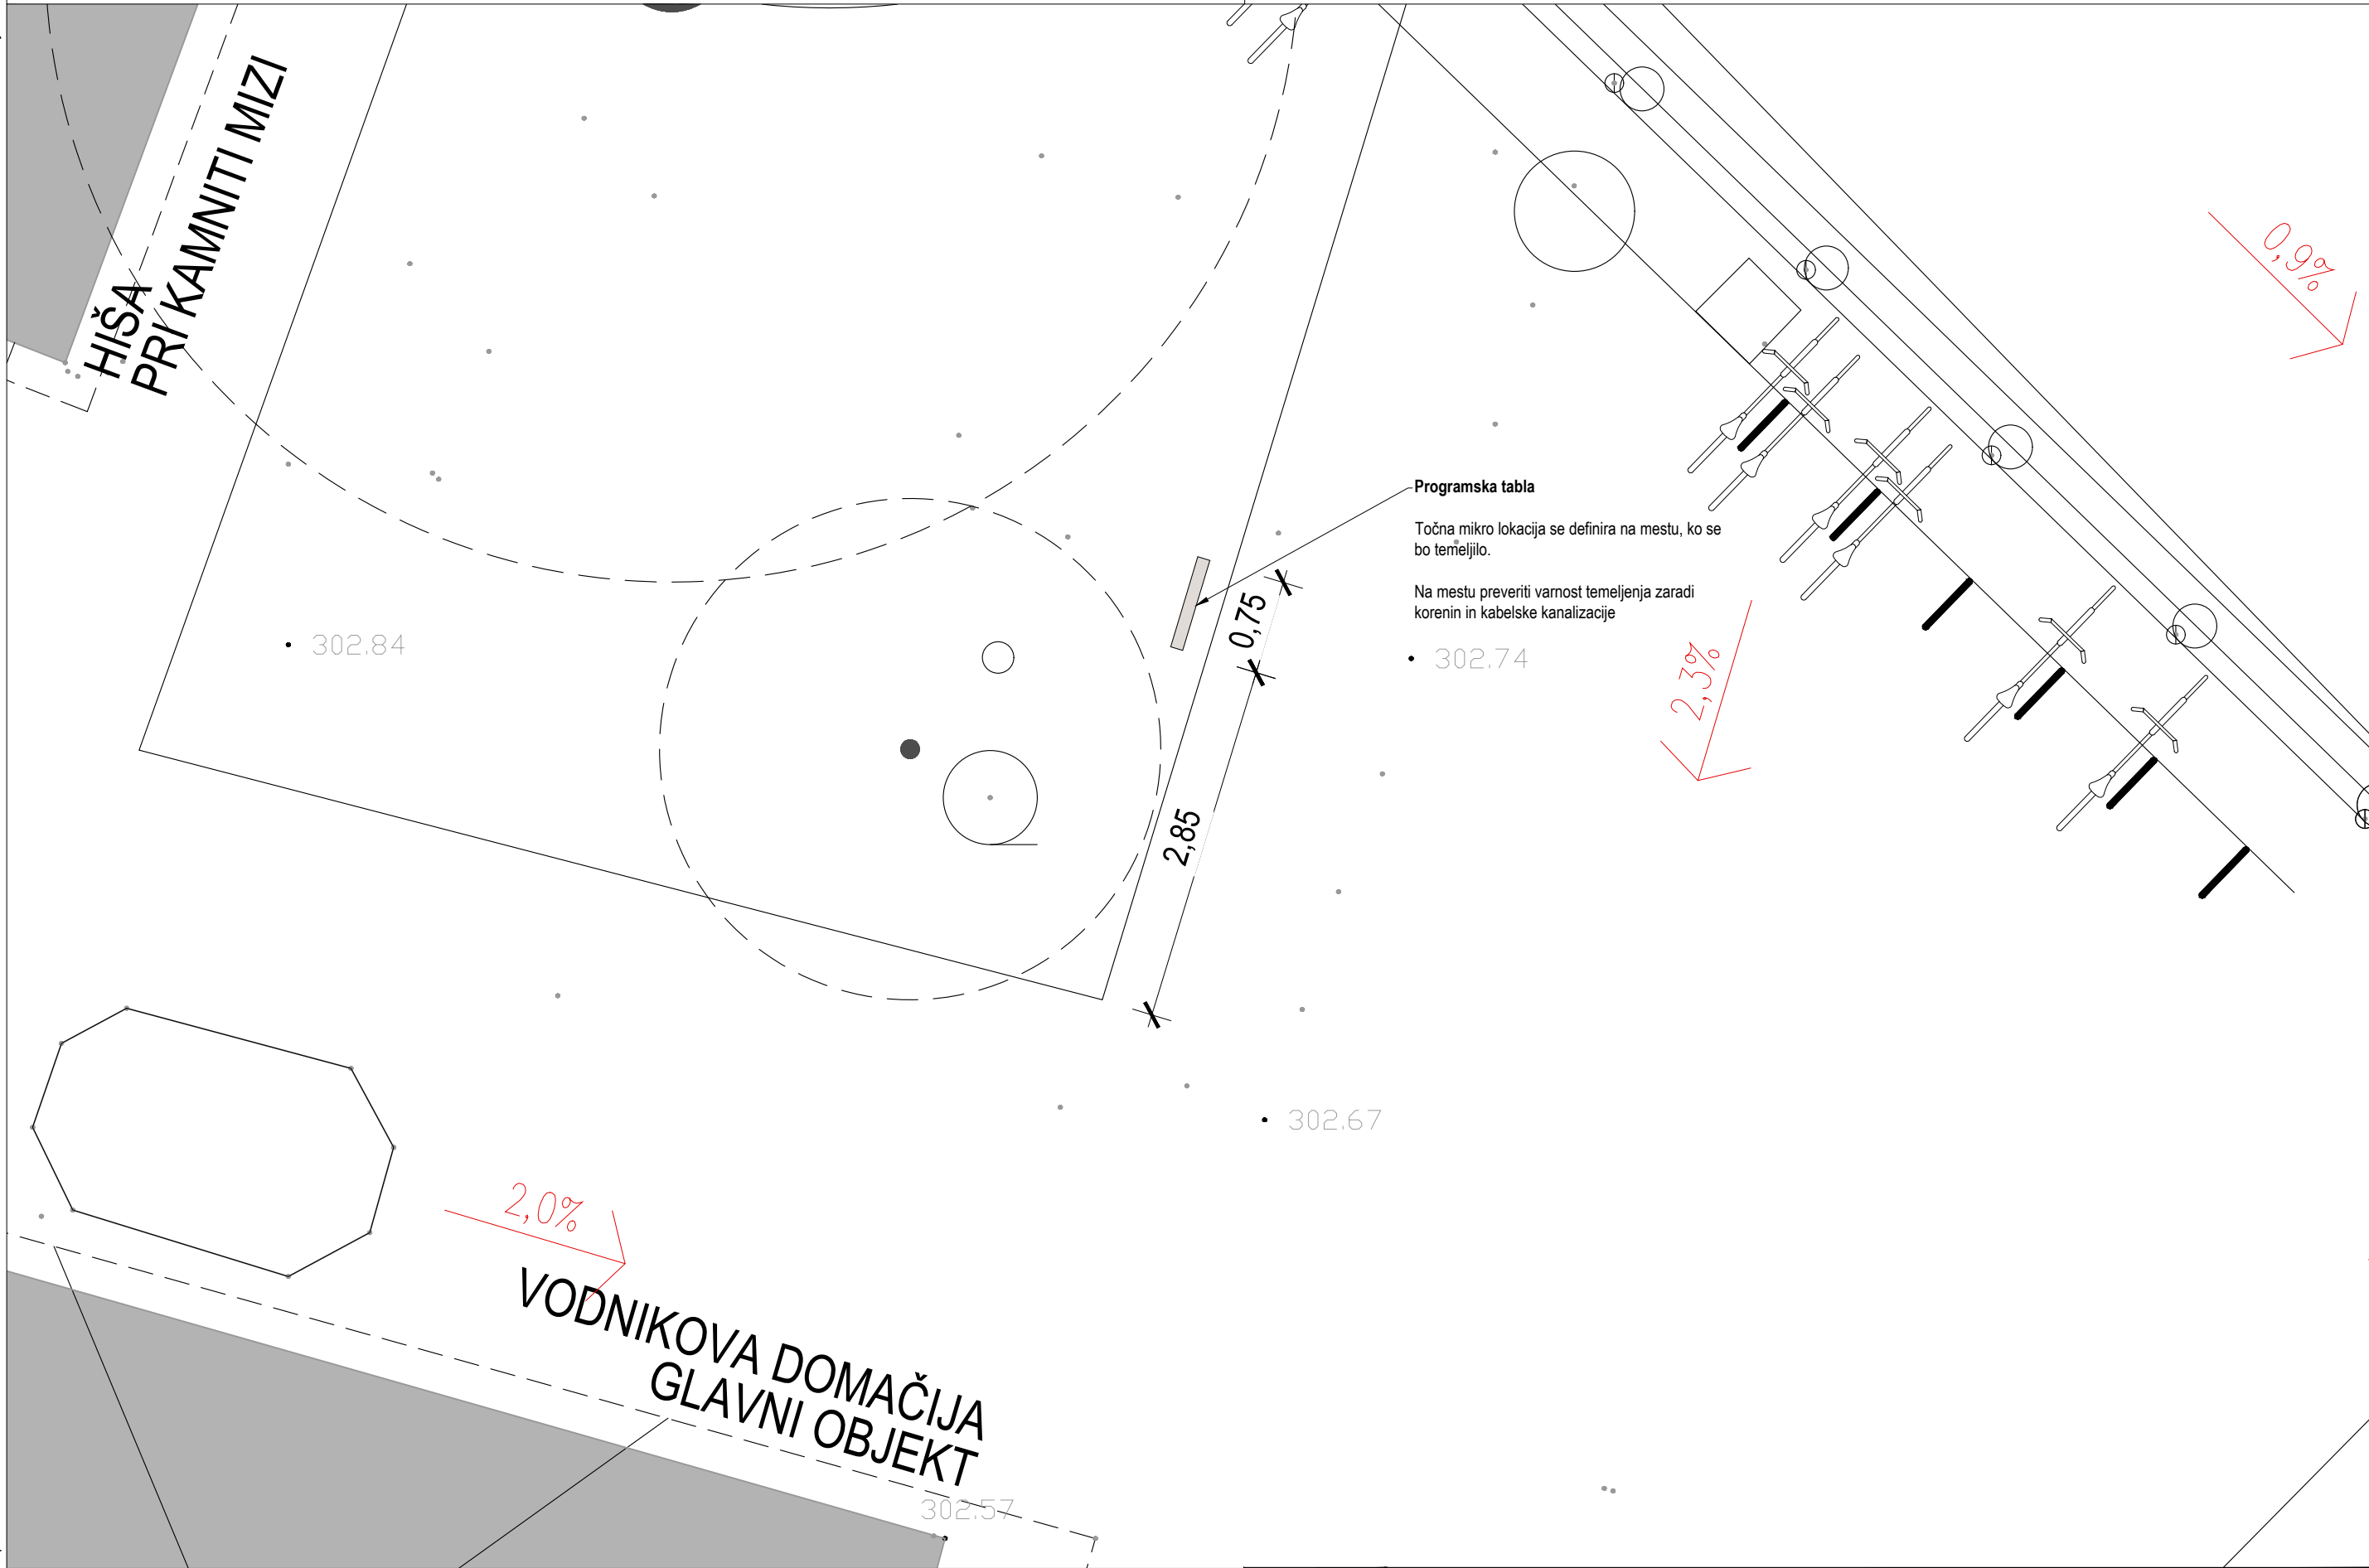 HIŠA
PRI KAMNITI MIZI
0,9%
Programska tabla
Točna mikro lokacija se definira na mestu, ko se
bo temeljilo.
Na mestu preveriti varnost temeljenja zaradi
korenin in kabelske kanalizacije
0,75
302.84
302.74
2,3%
2,85
302.67
2,0%
VODNIKOVA DOMAČIJA
GLAVNI OBJEKT
302.57